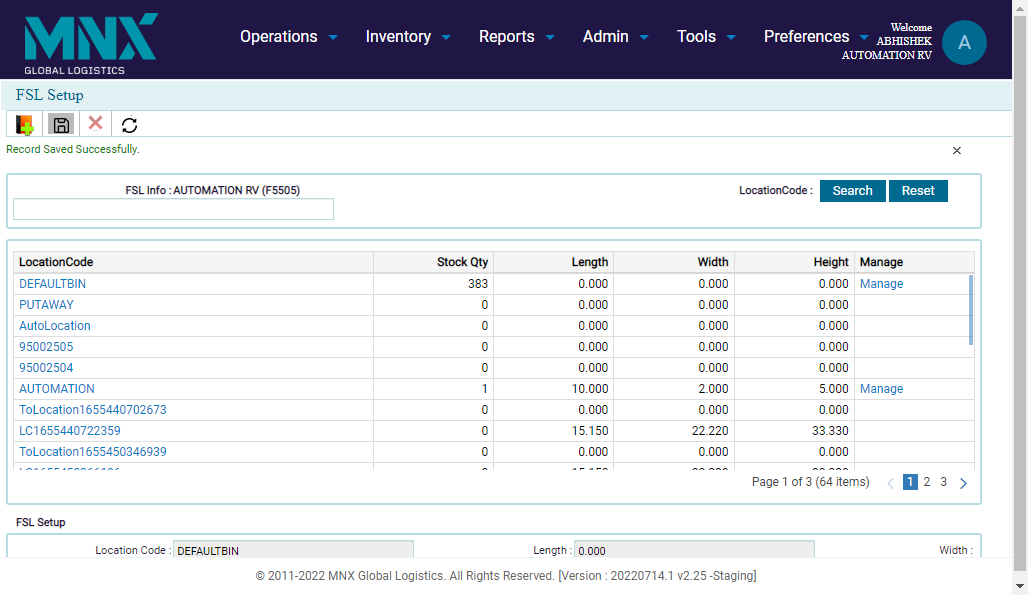 MNX
GLOBAL LOGISTICS
Operations Inventory Reports Admin Tools Preferences
Welcome
ABHISHEK
AUTOMATION RV
A
FSL Setup
Record Saved Successfully.
FSL Info : AUTOMATION RV (F5505)
LocationCode : Search Reset
LocationCode Stock Qty Length Width Height Manage
DEFAULTBIN 383 0.000 0.000 0.000 Manage
PUTAWAY 0 0.000 0.000 0.000
AutoLocation 0 0.000 0.000 0.000
95002505 0 0.000 0.000 0.000
95002504 0 0.000 0.000 0.000
AUTOMATION 1 10.000 2.000 5.000 Manage
ToLocation1655440702673 0 0.000 0.000 0.000
LC1655440722359 0 15.150 22.220 33.330
ToLocation1655450346939 0 0.000 0.000 0.000
Page 1 of 3 (64 items) 1 2 3
FSL Setup
Location Code : DEFAULTBIN Length : 0.000 Width :
© 2011-2022 MNX Global Logistics. All Rights Reserved. [Version : 20220714.1 v2.25 -Staging]